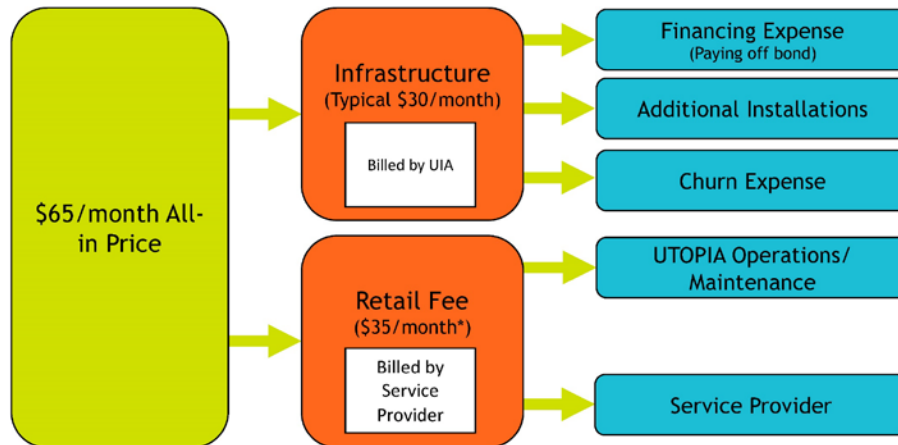 $65/month All-
in Price
Infrastructure
(Typical $30/month)
Billed by UIA
Retail Fee
($35/month*)
Billed by
Service
Provider
Financing Expense
(Paying off bond)
Additional Installations
Churn Expense
UTOPIA Operations/
Maintenance
Service Provider